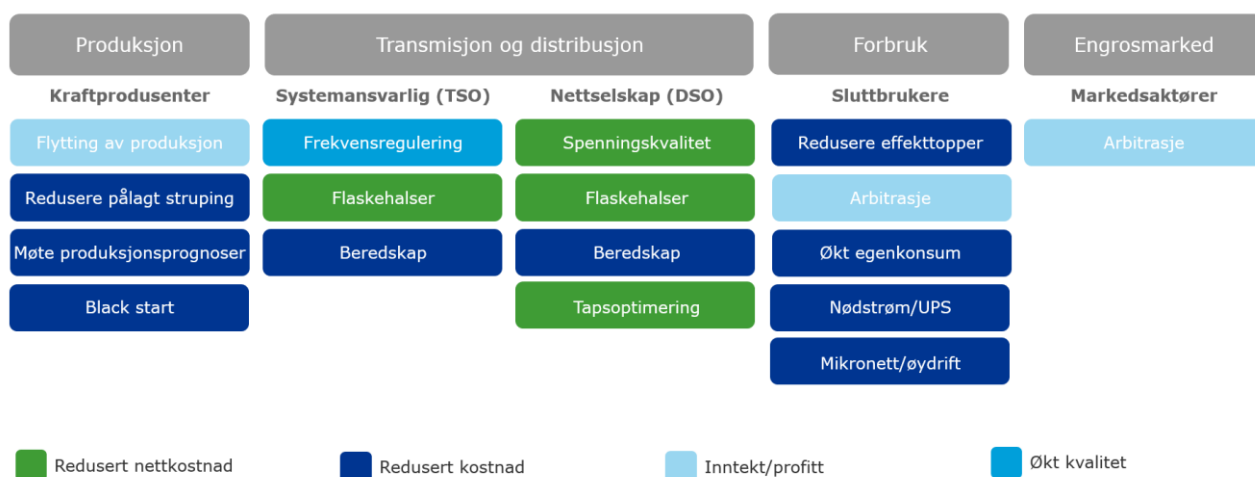 Produksjon
Transmisjon og distribusjon
Forbruk
Engrosmarked
Kraftprodusenter
Systemansvarlig (TSO)
Nettselskap (DSO)
Sluttbrukere
Markedsaktører
Flytting av produksjon
Frekvensregulering
Spenningskvalitet
Redusere effekttopper
Arbitrasje
Redusere pålagt struping
Flaskehalser
Flaskehalser
Arbitrasje
Møte produksjonsprognoser
Beredskap
Beredskap
Økt egenkonsum
Black start
Tapsoptimering
Nødstrøm/UPS
Mikronett/øydrift
Redusert nettkostnad
Redusert kostnad
Inntekt/profitt
Økt kvalitet